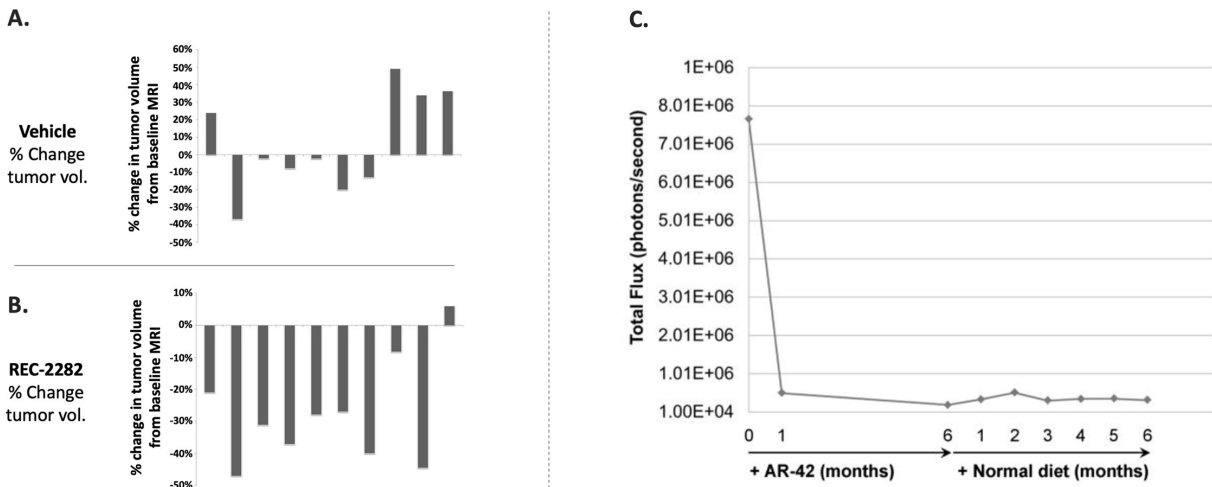 A.
Vehicle
% Change
tumor vol.
% change in tumor volume
from baseline MRI
60%
50%
40%
30%
20%
10%
0%
-10%
-20%
-30%
-40%
-50%
B.
REC-2282
% Change
tumor vol.
% change in tumor volume
from baseline MRI
10%
0%
-10%
-20%
-30%
-40%
-50%
C.
Total Flux (photons/second)
1E+06
8.01E+06
7.01E+06
6.01E+06
5.01E+06
4.01E+06
3.01E+06
2.01E+06
1.01E+06
1.00E+04
0 1 6 1 2 3 4 5 6
+ AR-42 (months) + Normal diet (months)